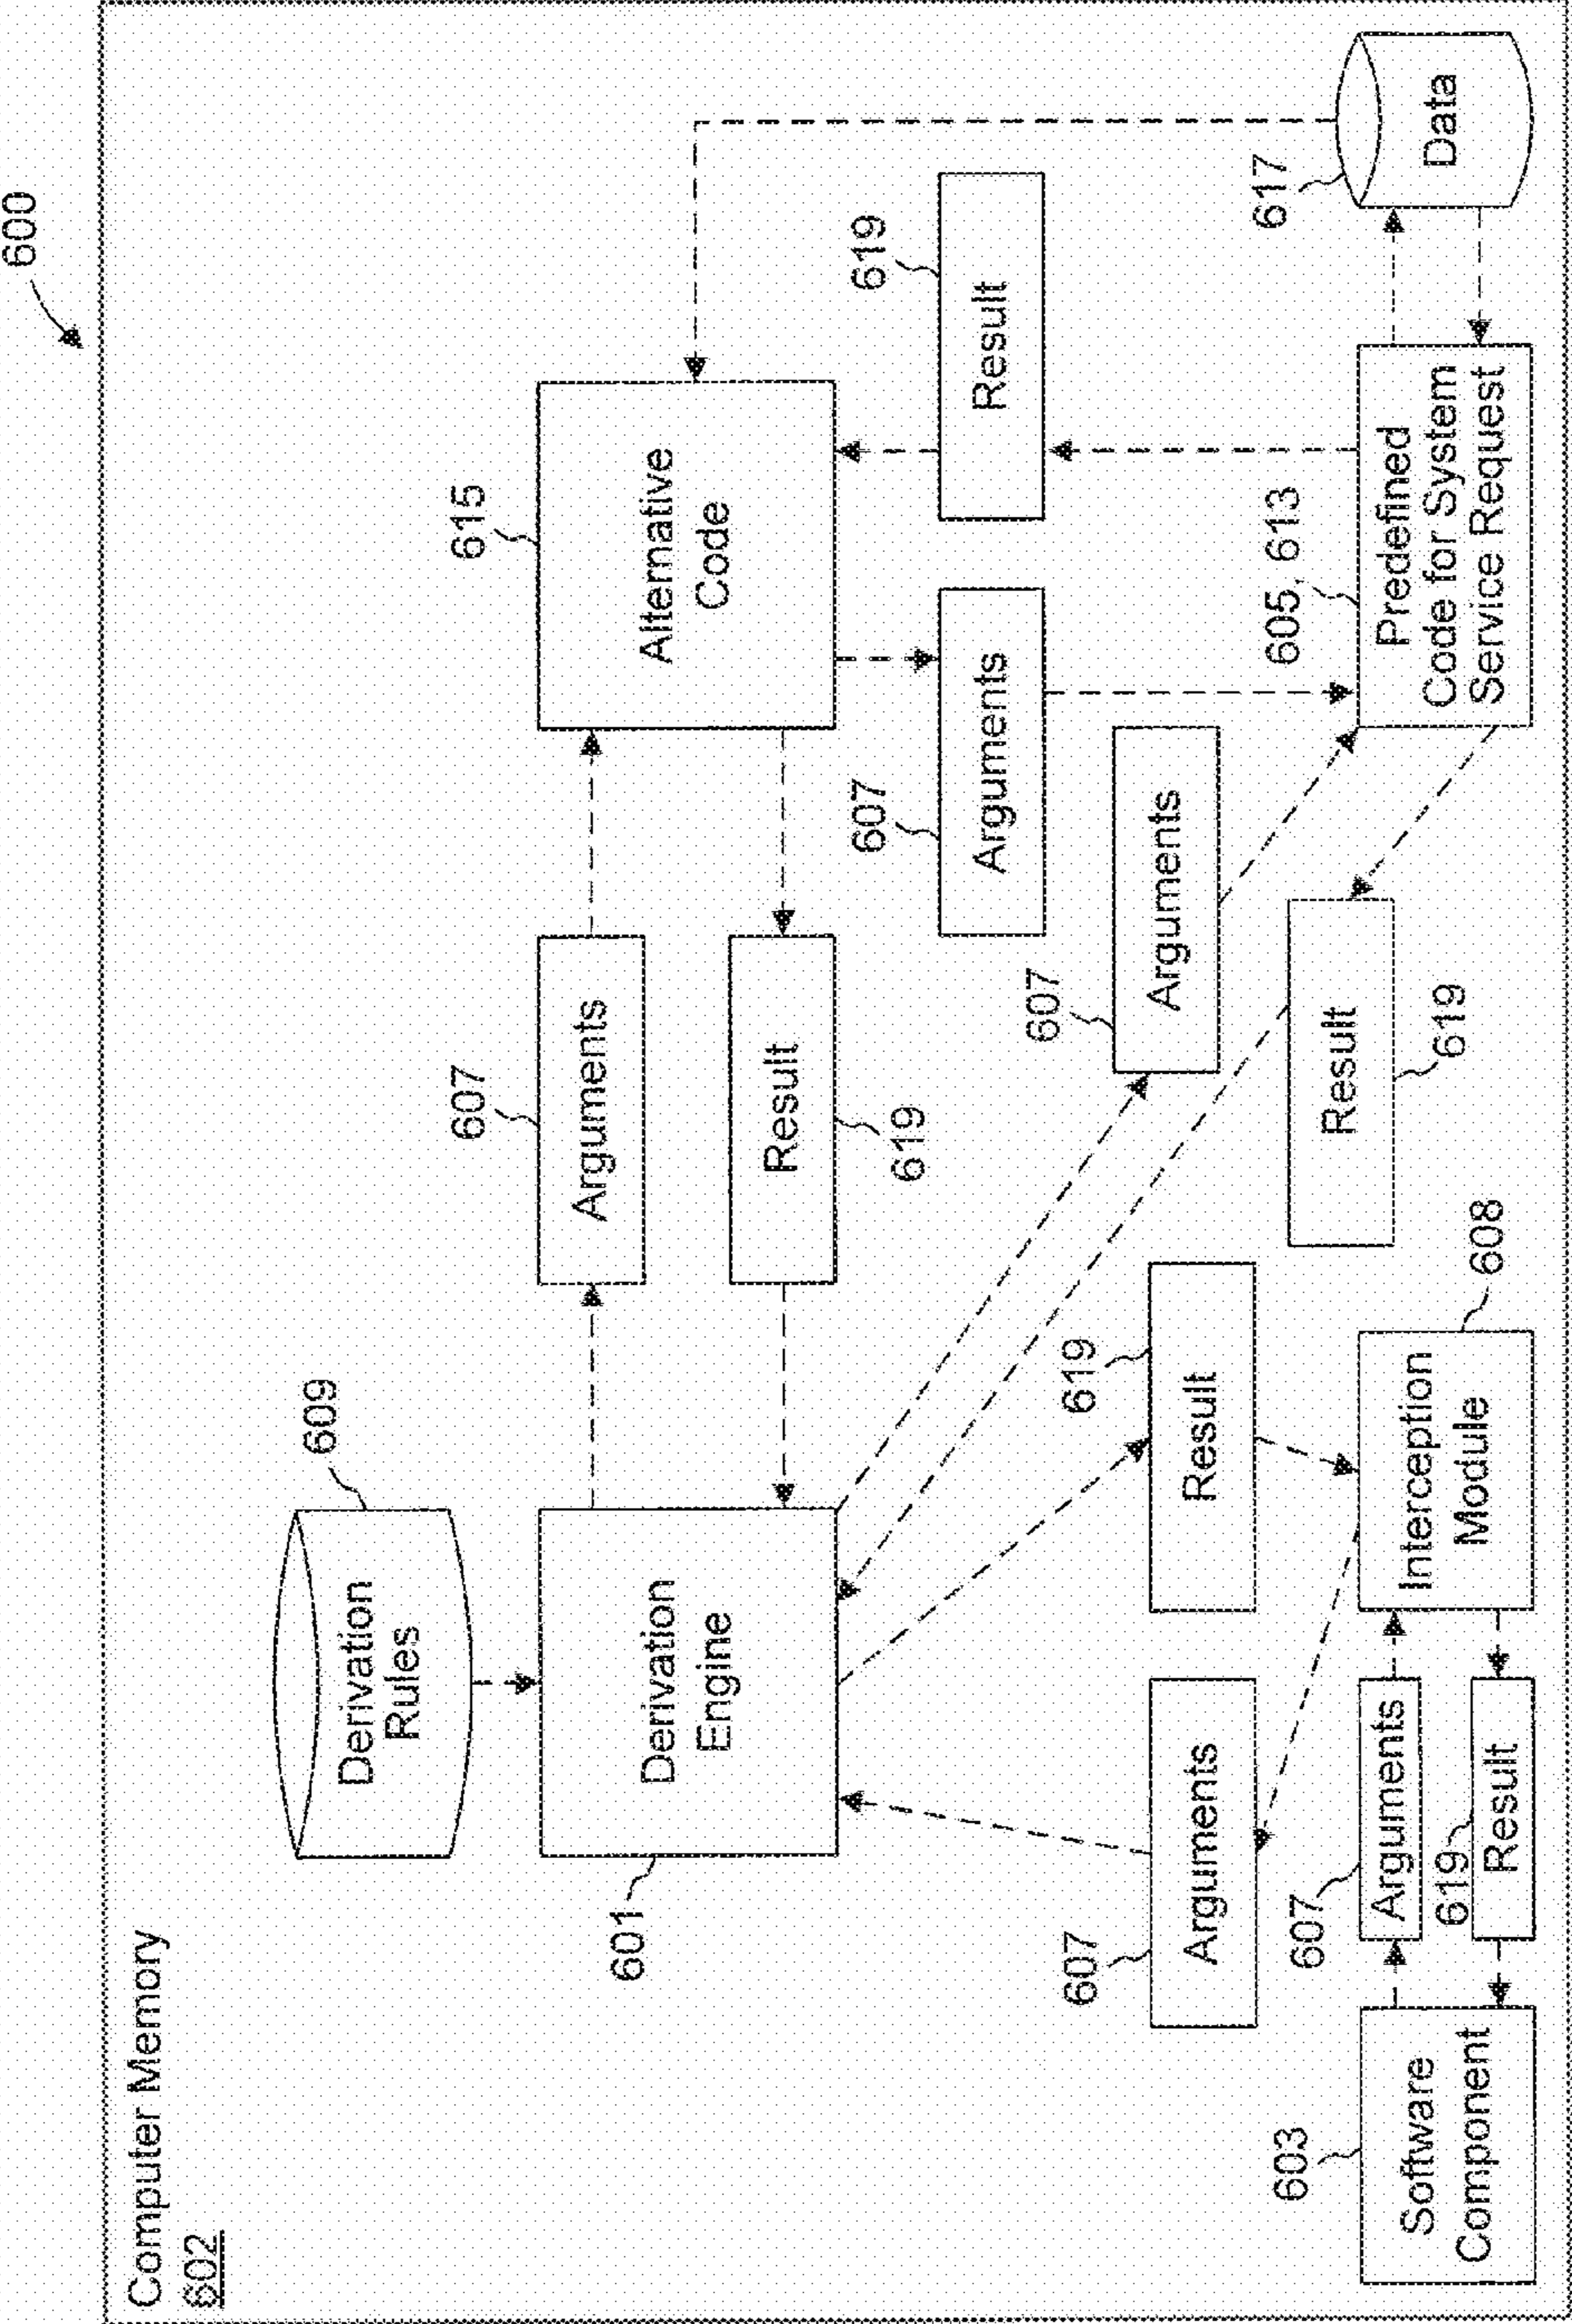 600
Computer Memory
602
Derivation
Rules
609
Derivation
Engine
601
607
Arguments
Result
619
615
Alternative
Code
607
Arguments
619
Result
607
Arguments
Result
619
607
Arguments
619
Result
603
Software
Component
607
Arguments
619
Result
Interception
Module
608
605, 613
Predefined
Code for System
Service Request
617
Data